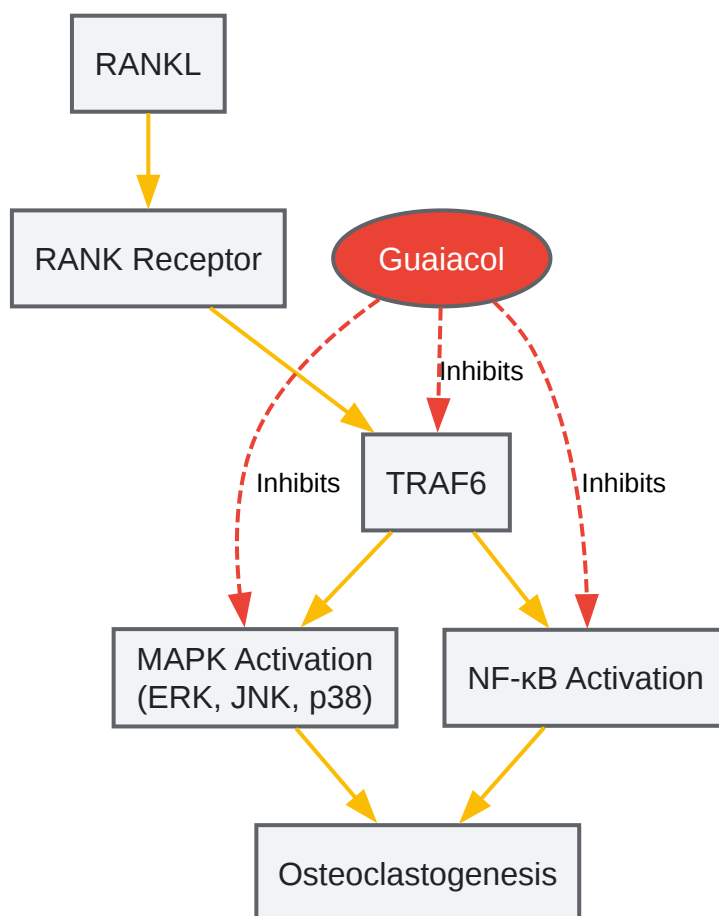 RANKL
RANK Receptor
Guaiacol
Inhibits
TRAF6
Inhibits
Inhibits
MAPK Activation
(ERK, JNK, p38)
NF-κB Activation
Osteoclastogenesis